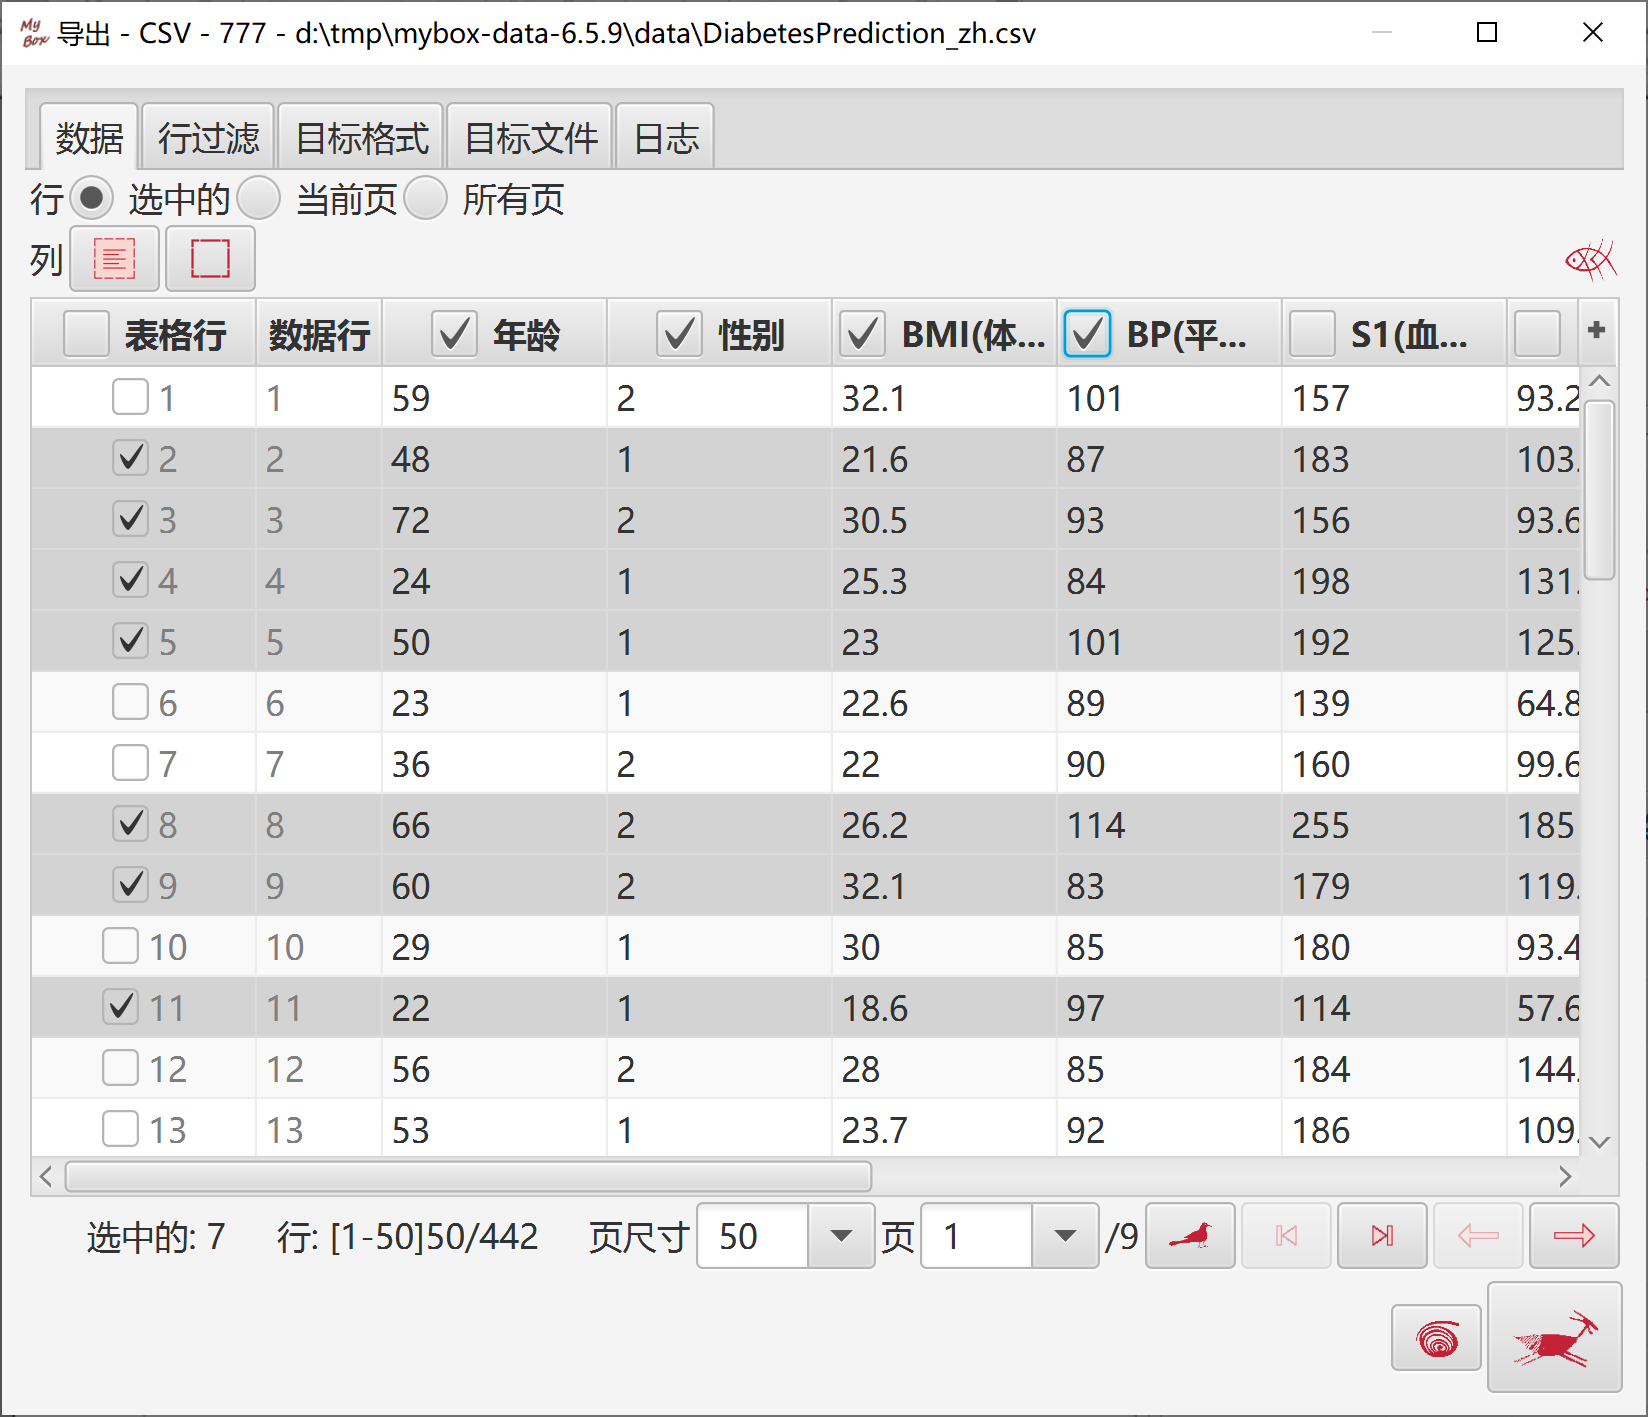 My Box 导出 - CSV - 777 - d:\tmp\mybox-data-6.5.9\data\DiabetesPrediction_zh.csv
数据 行过滤 目标格式 目标文件 日志
行 选中的 当前页 所有页
列
表格行 数据行 年龄 性别 BMI(体... BP(平... S1(血... +
1 1 59 2 32.1 101 157 93.2
2 2 48 1 21.6 87 183 103.
3 3 72 2 30.5 93 156 93.6
4 4 24 1 25.3 84 198 131.
5 5 50 1 23 101 192 125.
6 6 23 1 22.6 89 139 64.8
7 7 36 2 22 90 160 99.6
8 8 66 2 26.2 114 255 185
9 9 60 2 32.1 83 179 119.
10 10 29 1 30 85 180 93.4
11 11 22 1 18.6 97 114 57.6
12 12 56 2 28 85 184 144.
13 13 53 1 23.7 92 186 109.
选中的: 7 行: [1-50]50/442 页尺寸 50 页 1 /9